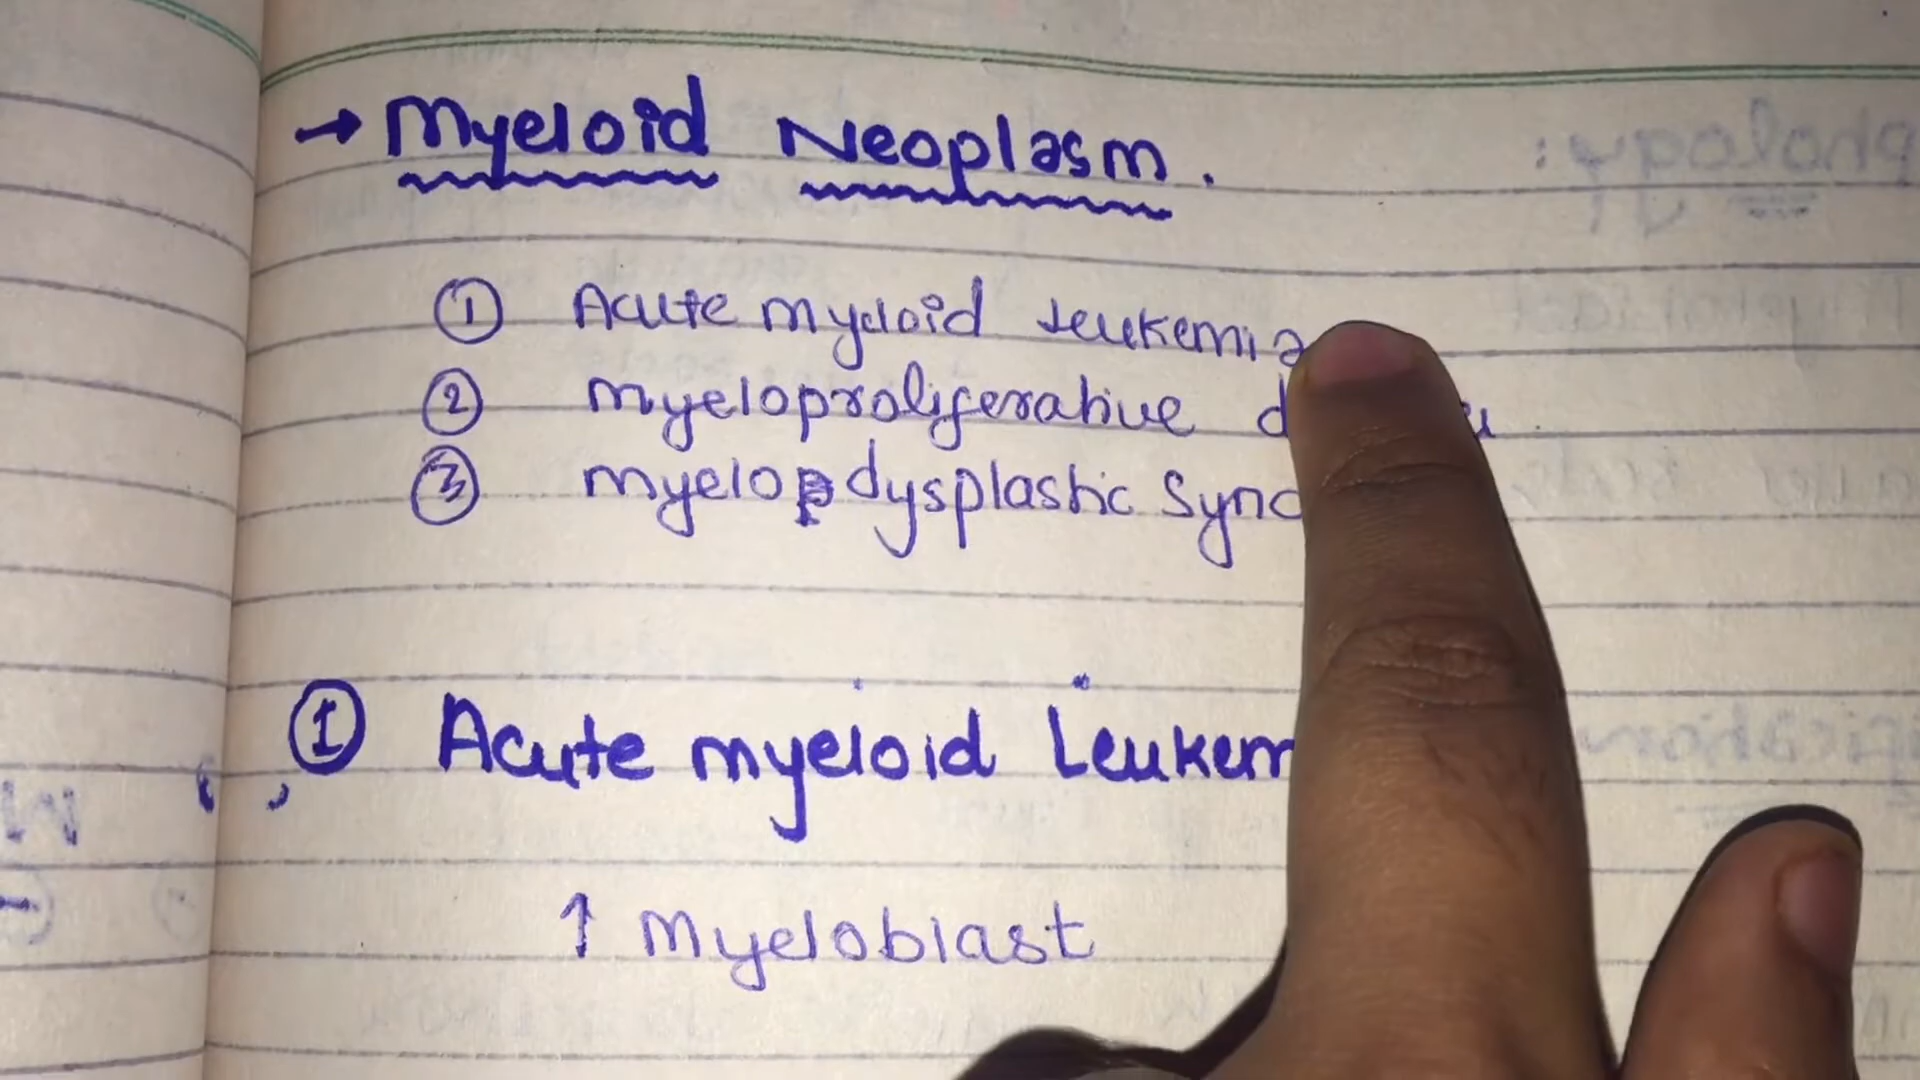 → Myeloid Neoplasm.
① Acute myeloid leukemia
② myeloproliferative
③ myelodysplastic Synd
① Acute myeloid Leukem
↑ Myeloblast